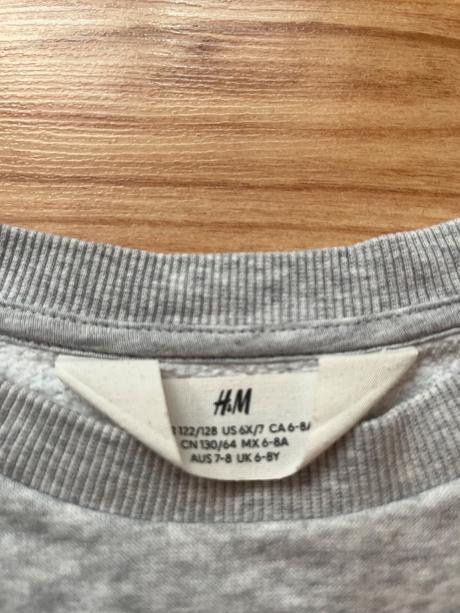 H&M
122/128 US 6X/7 CA 6-8A
CN 130/64 MX 6-8A
AUS 7-8 UK 6-8Y